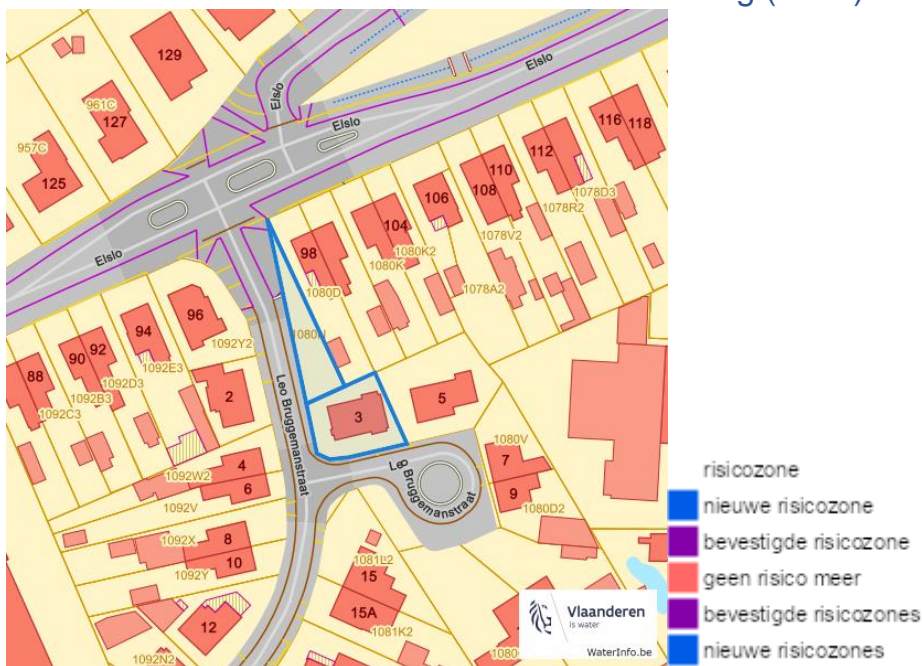 129
961C
127
957C
125
Elslo
Elslo
Elslo
Elslo
116
118
112
1078D3
110
108
1078R2
106
1078V2
104
1080K2
1080K
1078A2
98
1080D
96
94
1092Y2
1092E3
92
90
1092D3
88
1092B3
1092C3
2
Leo Bruggemanstraat
3
5
1080V
7
Leo Bruggemanstraat
9
1080D2
4
1092W2
6
1092V
1092X
8
10
1092Y
1081L2
15
15A
1081K2
12
1092N2
1080
Vlaanderen
is water
WaterInfo.be
risicozone
nieuwe risicozone
bevestigde risicozone
geen risico meer
bevestigde risicozones
nieuwe risicozones